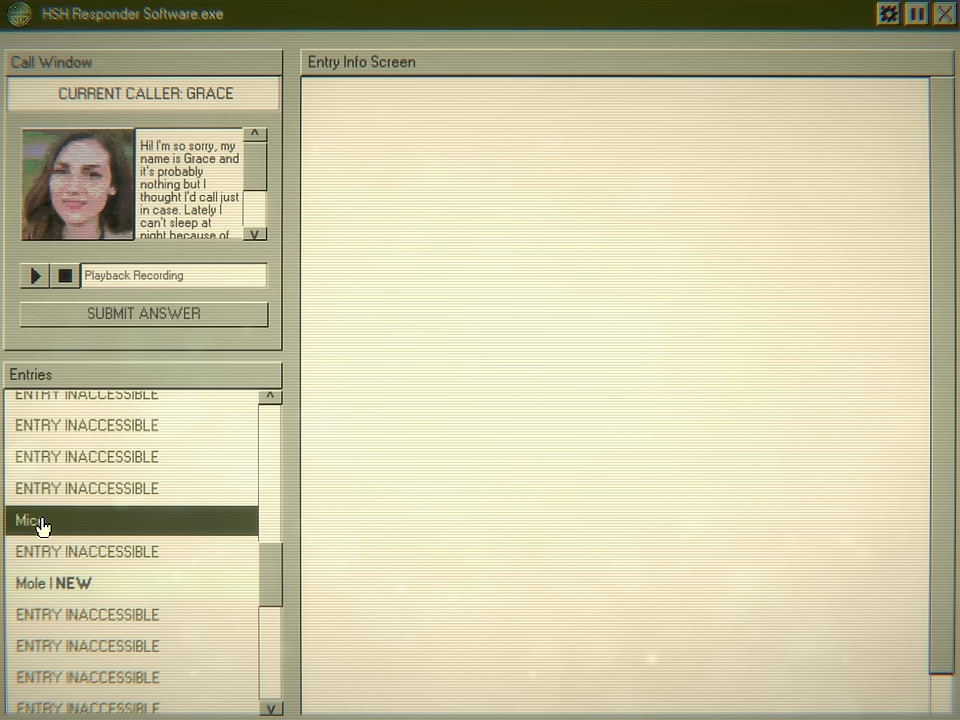 HSH Responder Software.exe
Call Window
CURRENT CALLER: GRACE
Hi! I'm so sorry, my
name is Grace and
it's probably
nothing but I
thought I'd call just
in case. Lately I
can't sleep at
night because of
Playback Recording
SUBMIT ANSWER
Entries
ENTRY INACCESSIBLE
ENTRY INACCESSIBLE
ENTRY INACCESSIBLE
ENTRY INACCESSIBLE
ENTRY INACCESSIBLE
Mole | NEW
ENTRY INACCESSIBLE
ENTRY INACCESSIBLE
ENTRY INACCESSIBLE
ENTRY INACCESSIBLE
Entry Info Screen